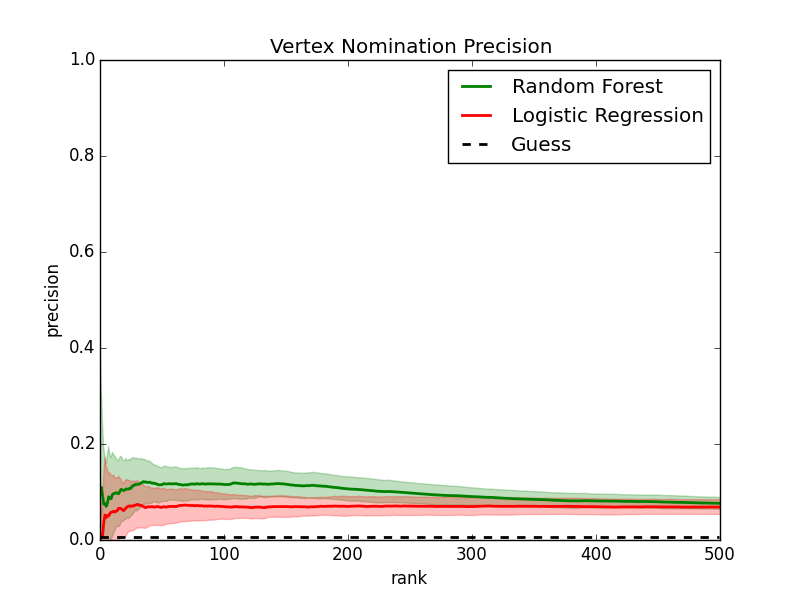 Vertex Nomination Precision
1.0
0.8
0.6
0.4
0.2
0.0
precision
Random Forest
Logistic Regression
Guess
0 100 200 300 400 500
rank